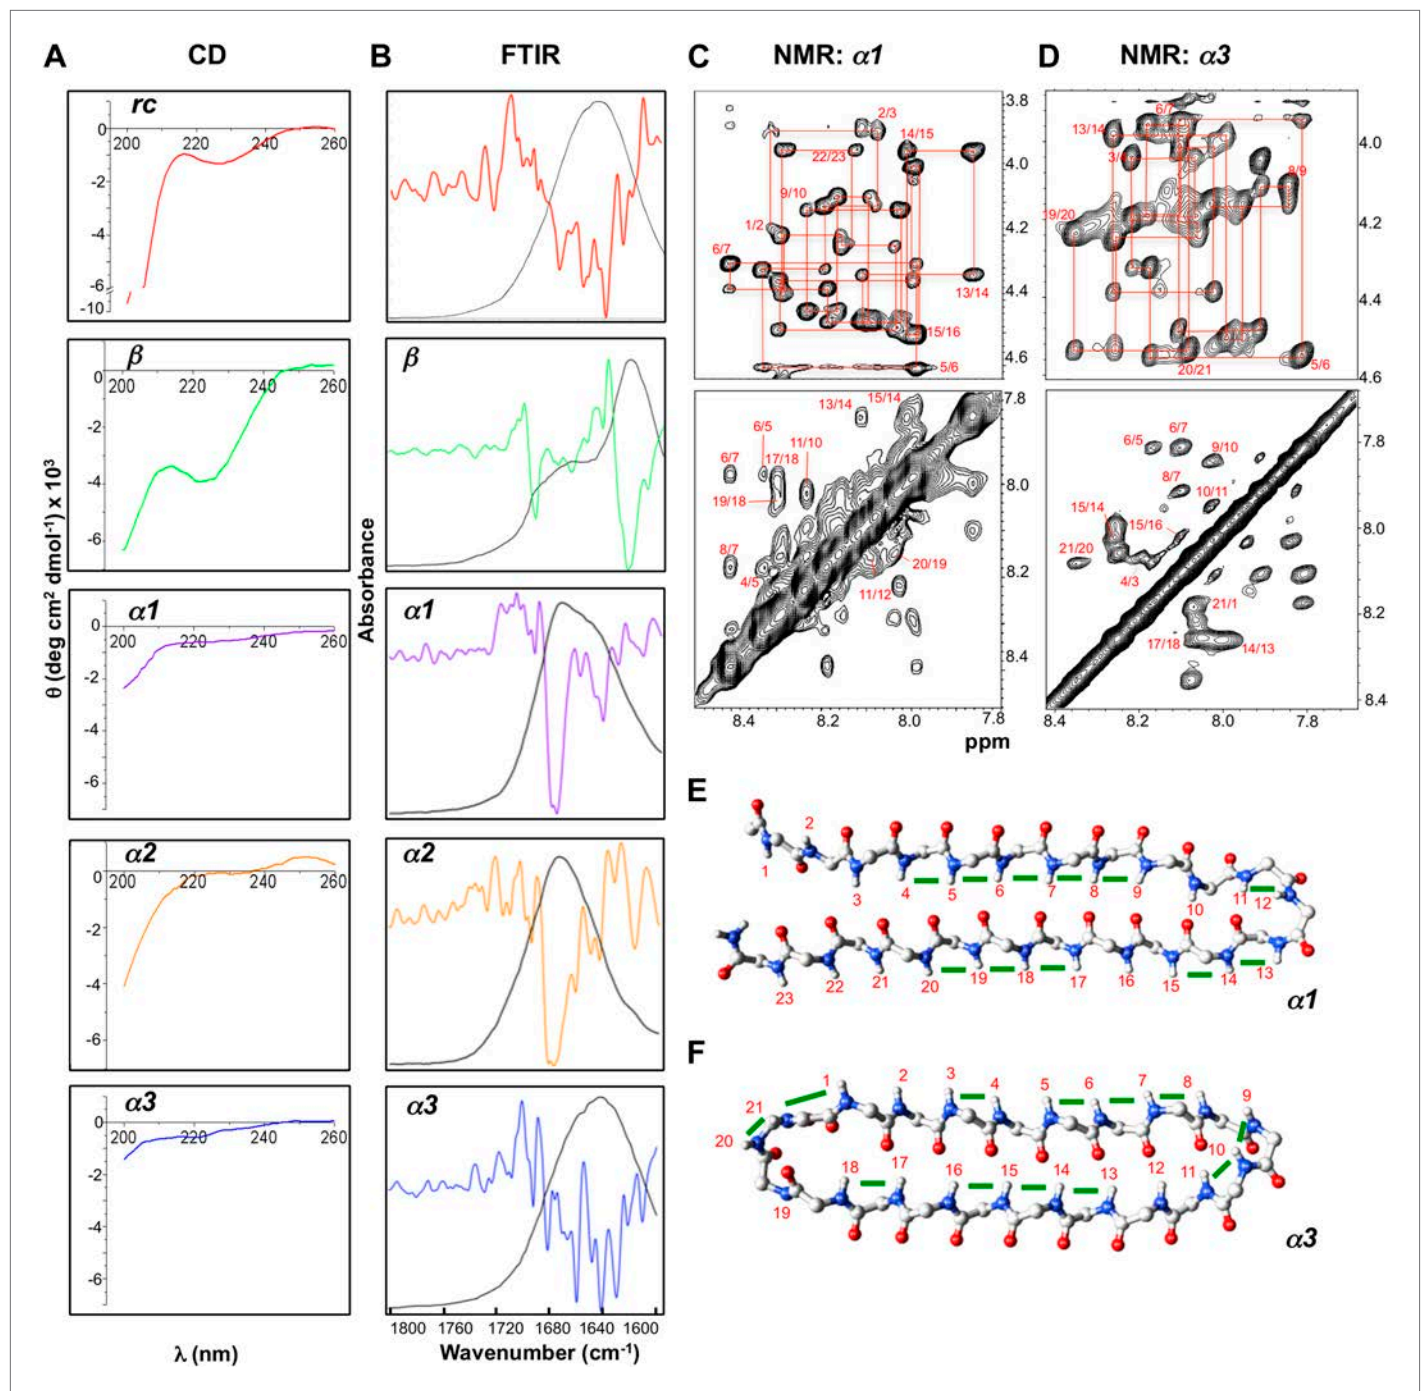 A CD
B FTIR
C NMR: α1
D NMR: α3
rc
0
-2
-4
-6
-10
200 220 240 260
β
0
-2
-4
-6
200 220 240 260
α1
0
-2
-4
-6
200 220 240 260
α2
0
-2
-4
-6
200 220 240 260
α3
0
-2
-4
-6
200 220 240 260
θ (deg cm² dmol⁻¹) x 10³
λ (nm)
β
α1
α2
α3
Absorbance
1800 1760 1720 1680 1640 1600
Wavenumber (cm⁻¹)
2/3
14/15
22/23
9/10
1/2
6/7
13/14
15/16
5/6
3.8
4.0
4.2
4.4
4.6
13/14 15/14
6/5
11/10
6/7 17/18
19/18
8/7
4/5
20/19
11/12
7.8
8.0
8.2
8.4
8.4 8.2 8.0 7.8
ppm
6/7
13/14
8/9
19/20
20/21
5/6
4.0
4.2
4.4
4.6
6/7
6/5
9/10
8/7
10/11
15/14
15/16
21/20
4/3
21/1
17/18
14/13
7.8
8.0
8.2
8.4
8.4 8.2 8.0 7.8
E
2
1
3 4 5 6 7 8 9 10 11 12
23 22 21 20 19 18 17 16 15 14 13
α1
F
1 2 3 4 5 6 7 8 9
21
20
10
19 18 17 16 15 14 13 12 11
α3